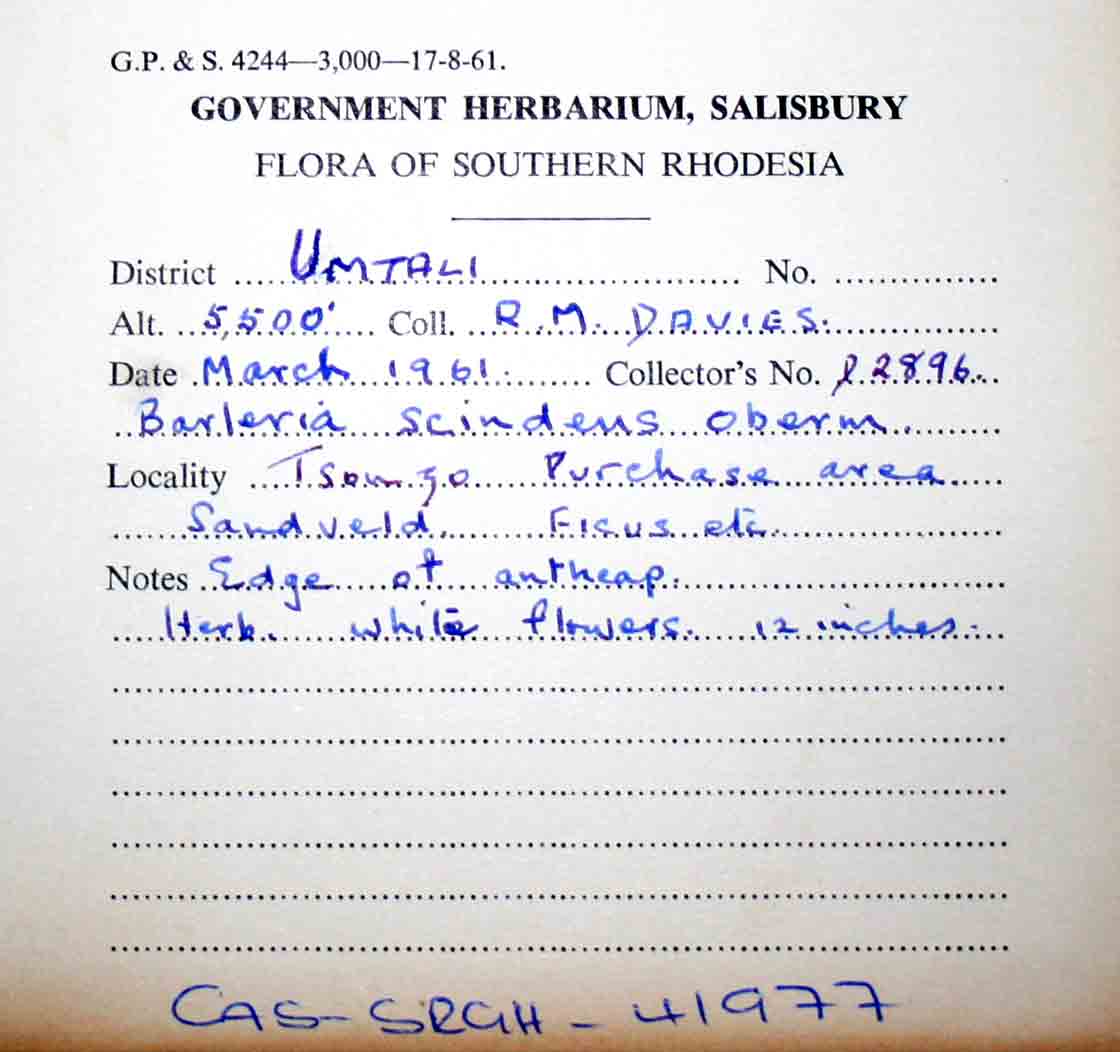 G.P. & S. 4244—3,000—17-8-61.
GOVERNMENT HERBARIUM, SALISBURY
FLORA OF SOUTHERN RHODESIA
District UMTALI No.
Alt. 5,500' Coll. R. M. DAVIES.
Date March 1961. Collector's No. 2896.
Barleria scindens oberm.
Locality Purchase area
Sandveld. Ficus etc.
Notes Edge of antheap.
Herb. white flowers. 12 inches.
CAS-SRGH-41977